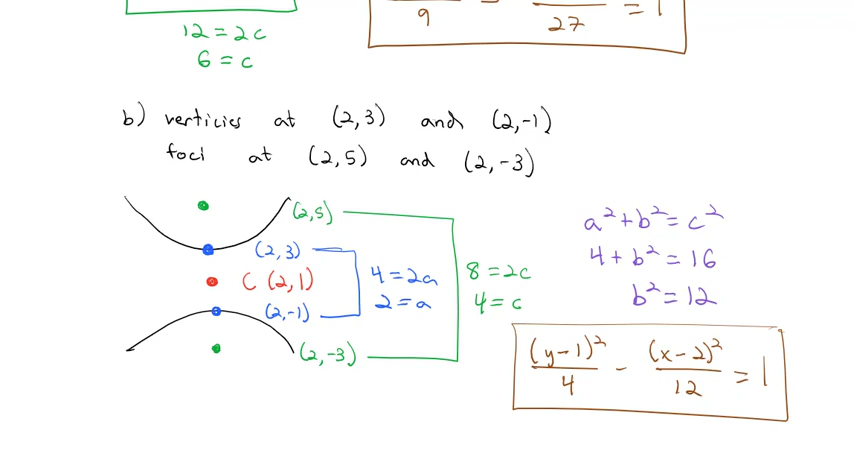 9 = 27 = 1
12 = 2c
6 = c
b) verticies at (2,3) and (2,-1)
foci at (2,5) and (2,-3)
(2,5)
(2,3)
C (2,1)
(2,-1)
(2,-3)
4 = 2a
2 = a
8 = 2c
4 = c
a² + b² = c²
4 + b² = 16
b² = 12
(y-1)²/4 - (x-2)²/12 = 1